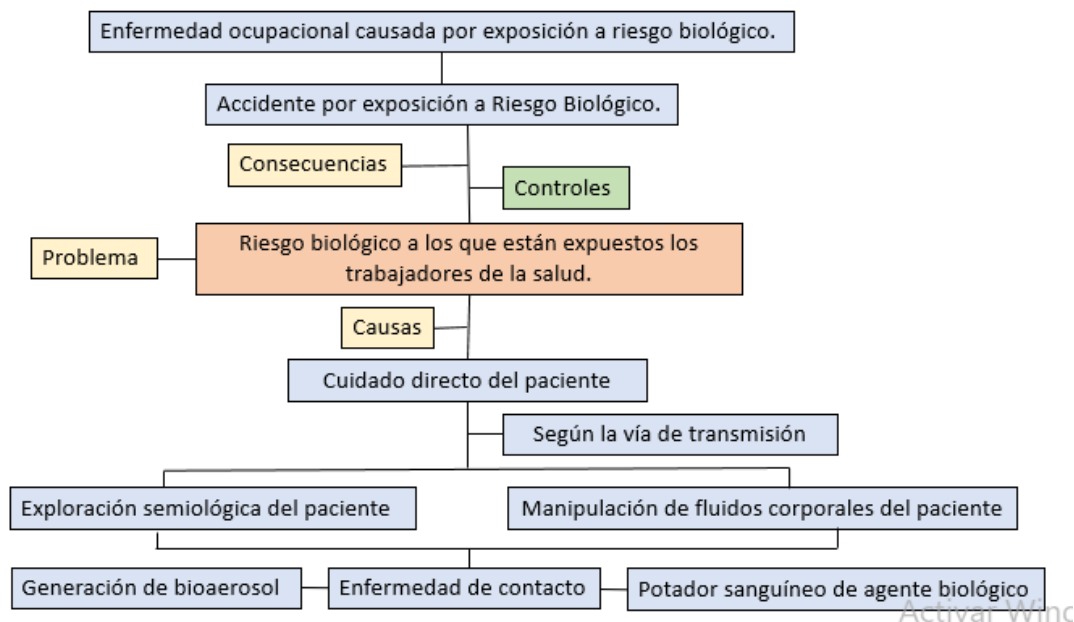 Enfermedad ocupacional causada por exposición a riesgo biológico.
Accidente por exposición a Riesgo Biológico.
Consecuencias
Controles
Riesgo biológico a los que están expuestos los
trabajadores de la salud.
Problema
Causas
Cuidado directo del paciente
Según la vía de transmisión
Exploración semiológica del paciente
Manipulación de fluidos corporales del paciente
Generación de bioaerosol
Enfermedad de contacto
Potador sanguíneo de agente biológico
Activar Wind